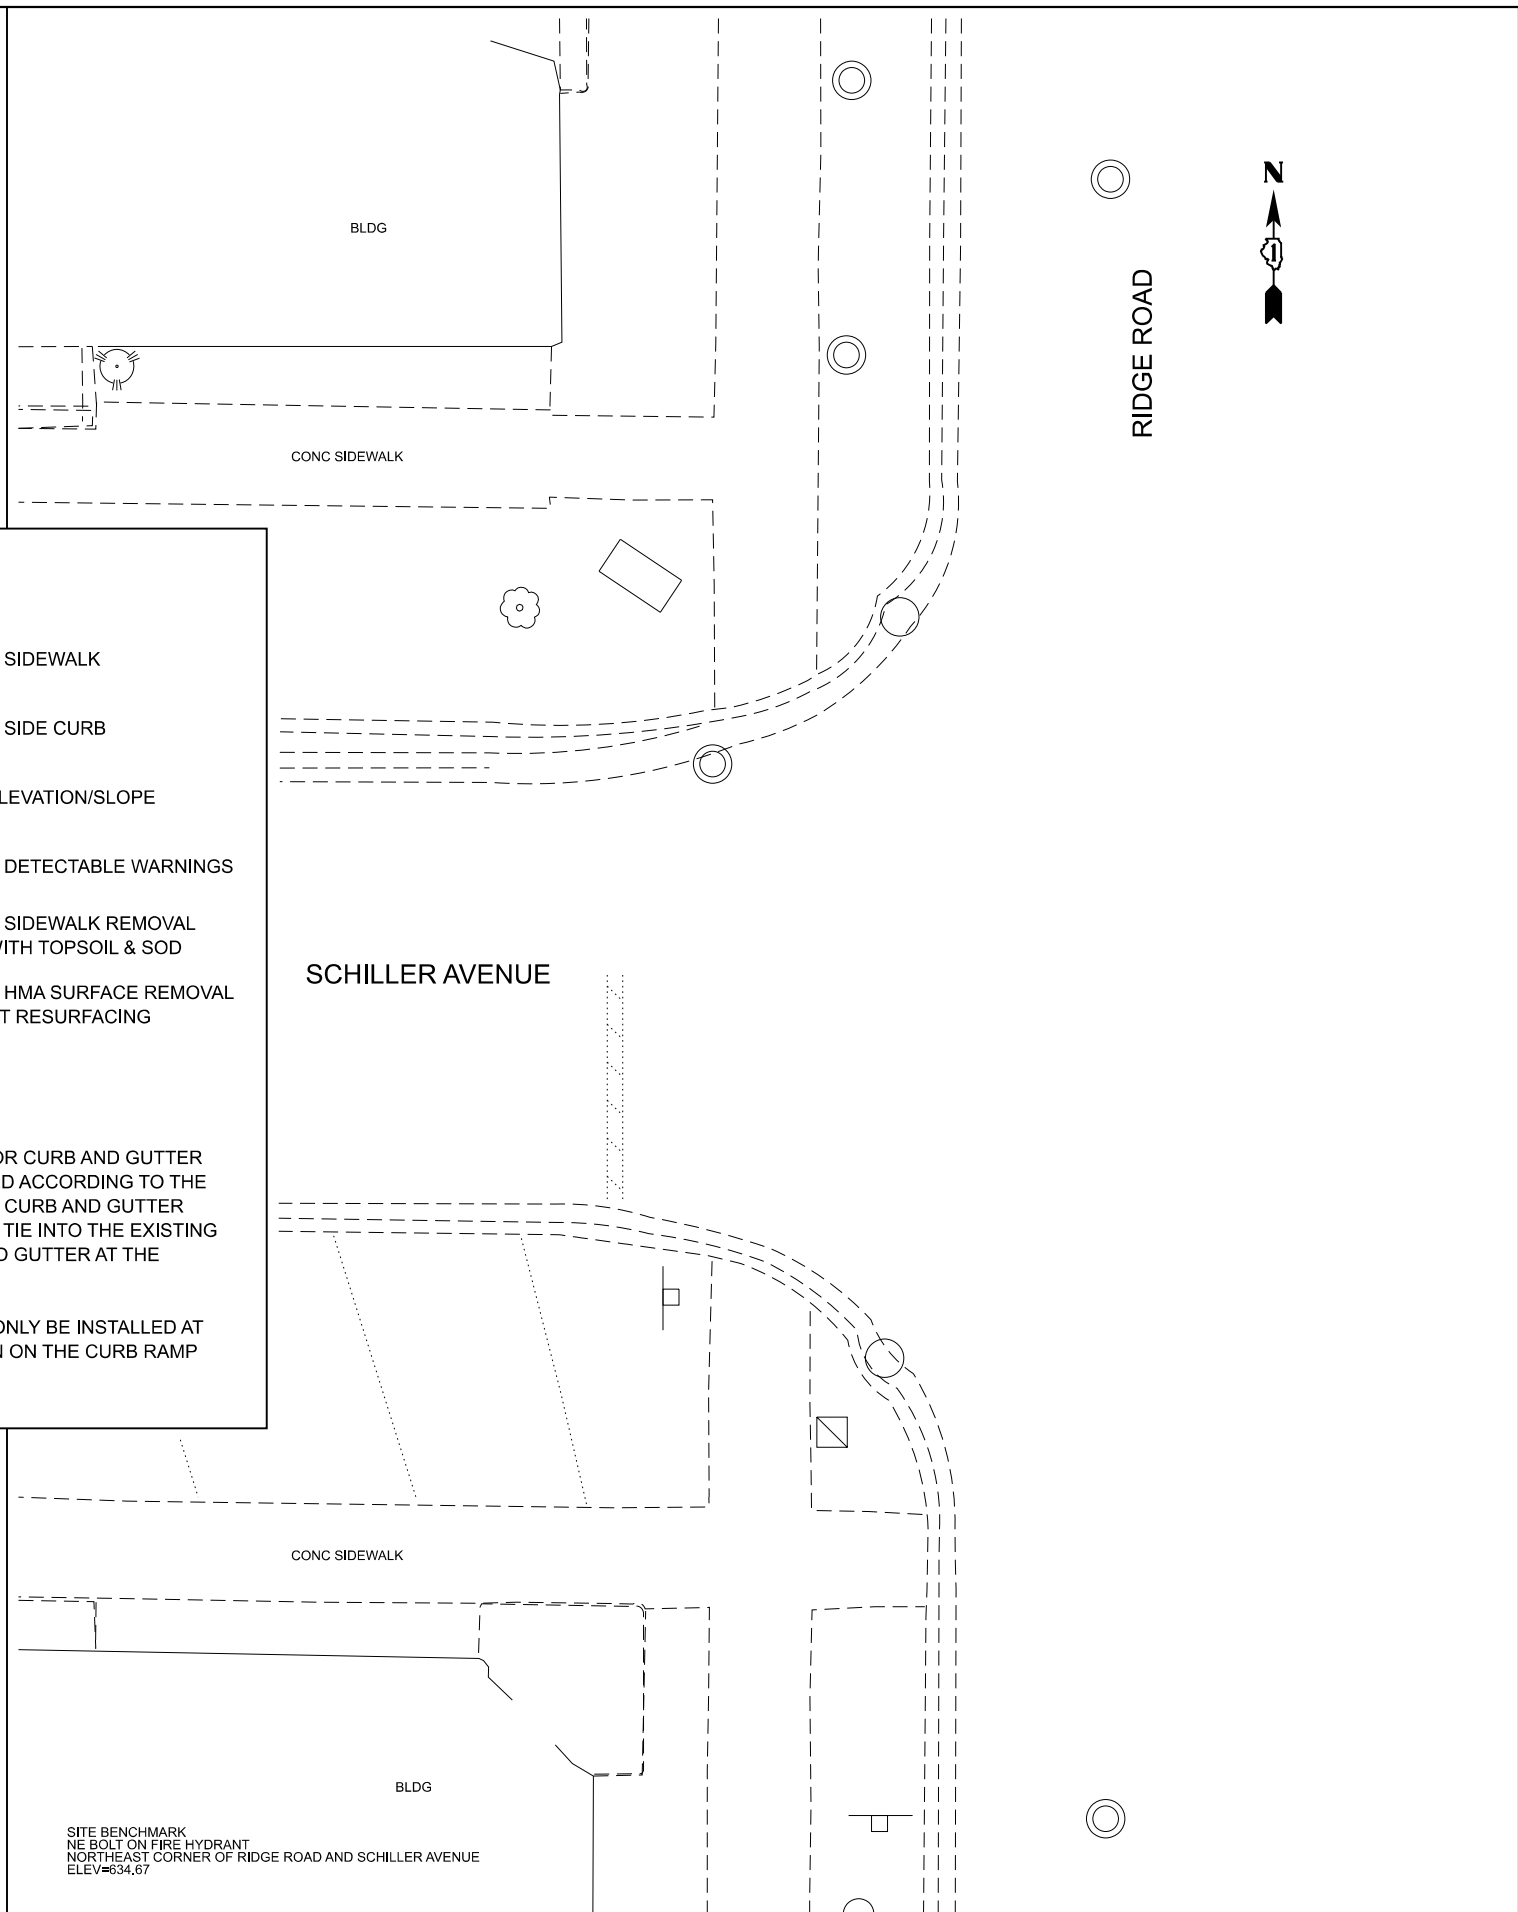 N
1
BLDG
RIDGE ROAD
CONC SIDEWALK
SIDEWALK
SIDE CURB
LEVATION/SLOPE
DETECTABLE WARNINGS
SIDEWALK REMOVAL
WITH TOPSOIL & SOD
HMA SURFACE REMOVAL
T RESURFACING
SCHILLER AVENUE
OR CURB AND GUTTER
D ACCORDING TO THE
CURB AND GUTTER
TIE INTO THE EXISTING
D GUTTER AT THE
ONLY BE INSTALLED AT
N ON THE CURB RAMP
CONC SIDEWALK
BLDG
SITE BENCHMARK
NE BOLT ON FIRE HYDRANT
NORTHEAST CORNER OF RIDGE ROAD AND SCHILLER AVENUE
ELEV=634.67